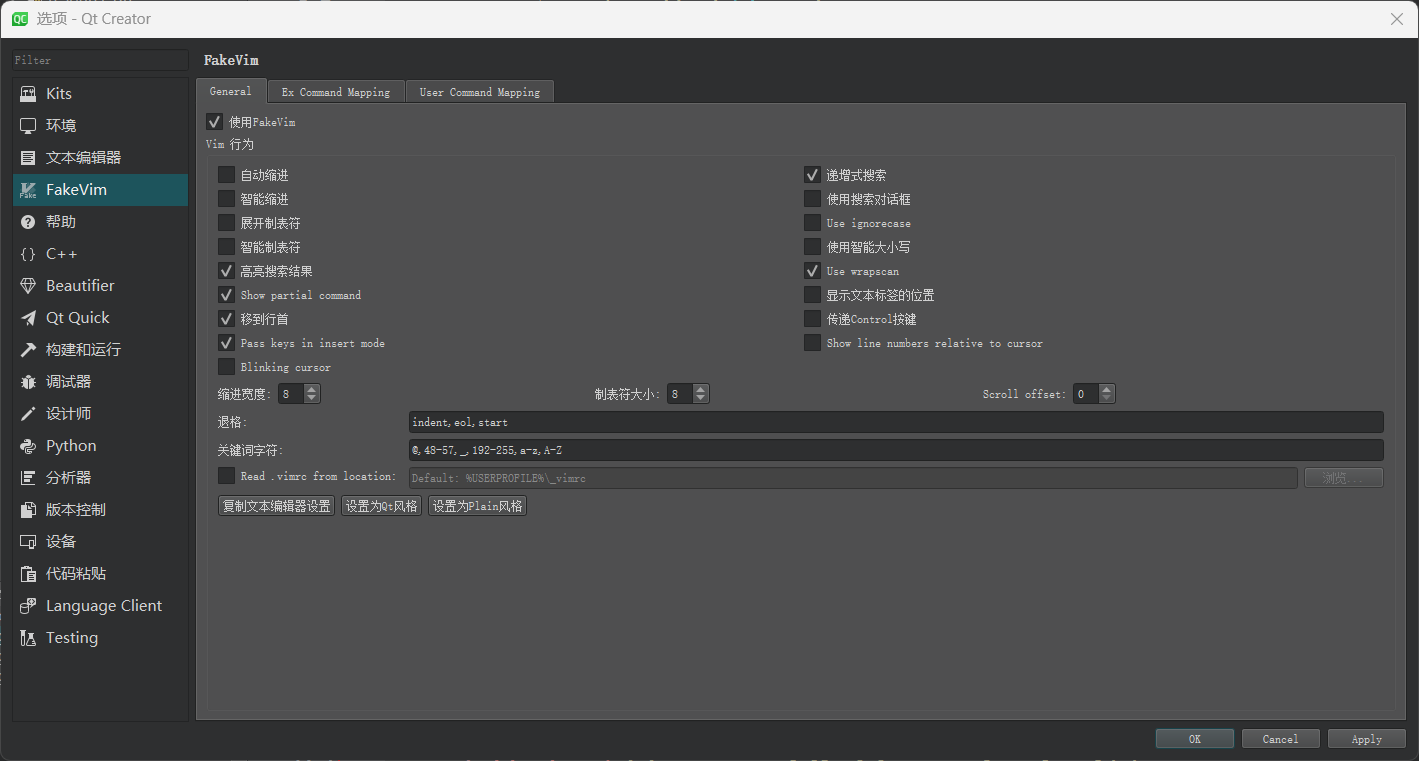 选项 - Qt Creator
Filter
Kits
环境
文本编辑器
FakeVim
帮助
C++
Beautifier
Qt Quick
构建和运行
调试器
设计师
Python
分析器
版本控制
设备
代码粘贴
Language Client
Testing
FakeVim
General Ex Command Mapping User Command Mapping
使用FakeVim
Vim 行为
自动缩进 递增式搜索
智能缩进 使用搜索对话框
展开制表符 Use ignorecase
智能制表符 使用智能大小写
高亮搜索结果 Use wrapscan
Show partial command 显示文本标签的位置
移到行首 传递Control按键
Pass keys in insert mode Show line numbers relative to cursor
Blinking cursor
缩进宽度: 8 制表符大小: 8 Scroll offset: 0
退格: indent,eol,start
关键词字符: @,48-57,_,192-255,a-z,A-Z
Read .vimrc from location: Default: %USERPROFILE%\_vimrc 浏览...
复制文本编辑器设置 设置为Qt风格 设置为Plain风格
OK Cancel Apply